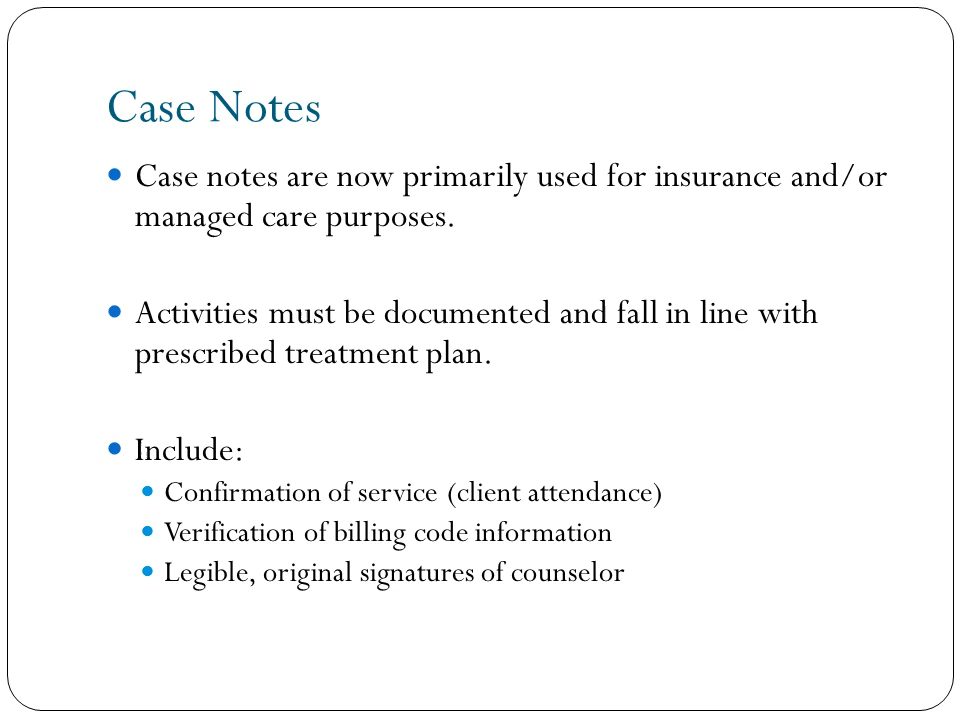 Case Notes
Case notes are now primarily used for insurance and/or
managed care purposes.
Activities must be documented and fall in line with
prescribed treatment plan.
Include:
Confirmation of service (client attendance)
Verification of billing code information
Legible, original signatures of counselor